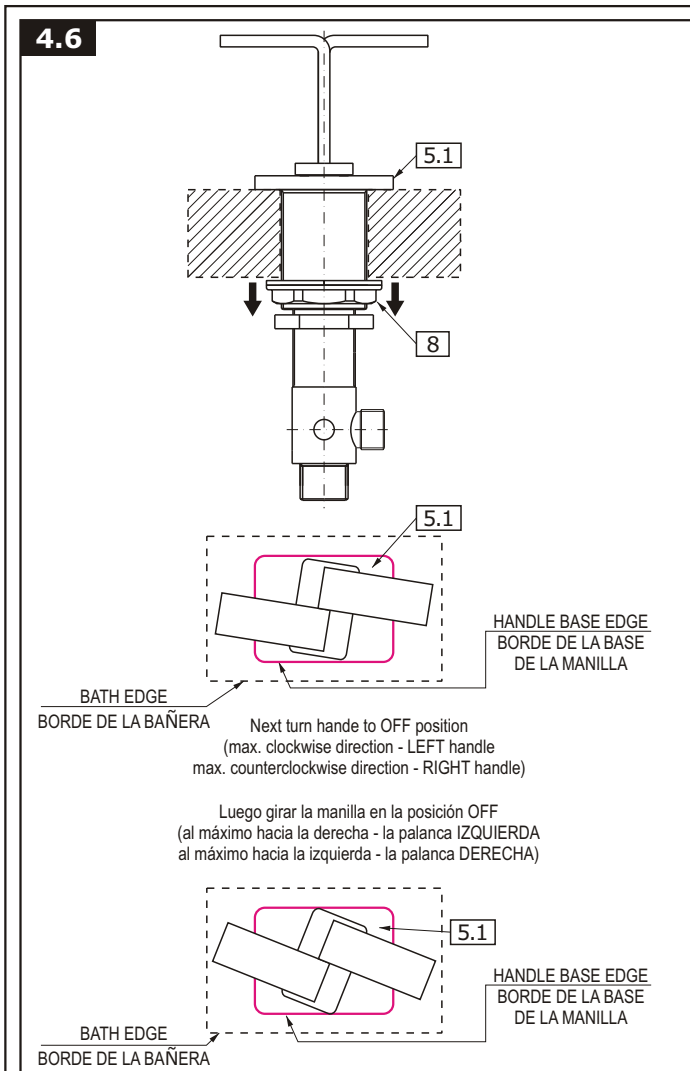 4.6
5.1
8
5.1
HANDLE BASE EDGE
BORDE DE LA BASE
DE LA MANILLA
BATH EDGE
BORDE DE LA BAÑERA
Next turn hande to OFF position
(max. clockwise direction - LEFT handle
max. counterclockwise direction - RIGHT handle)
Luego girar la manilla en la posición OFF
(al máximo hacia la derecha - la palanca IZQUIERDA
al máximo hacia la izquierda - la palanca DERECHA)
5.1
HANDLE BASE EDGE
BORDE DE LA BASE
DE LA MANILLA
BATH EDGE
BORDE DE LA BAÑERA